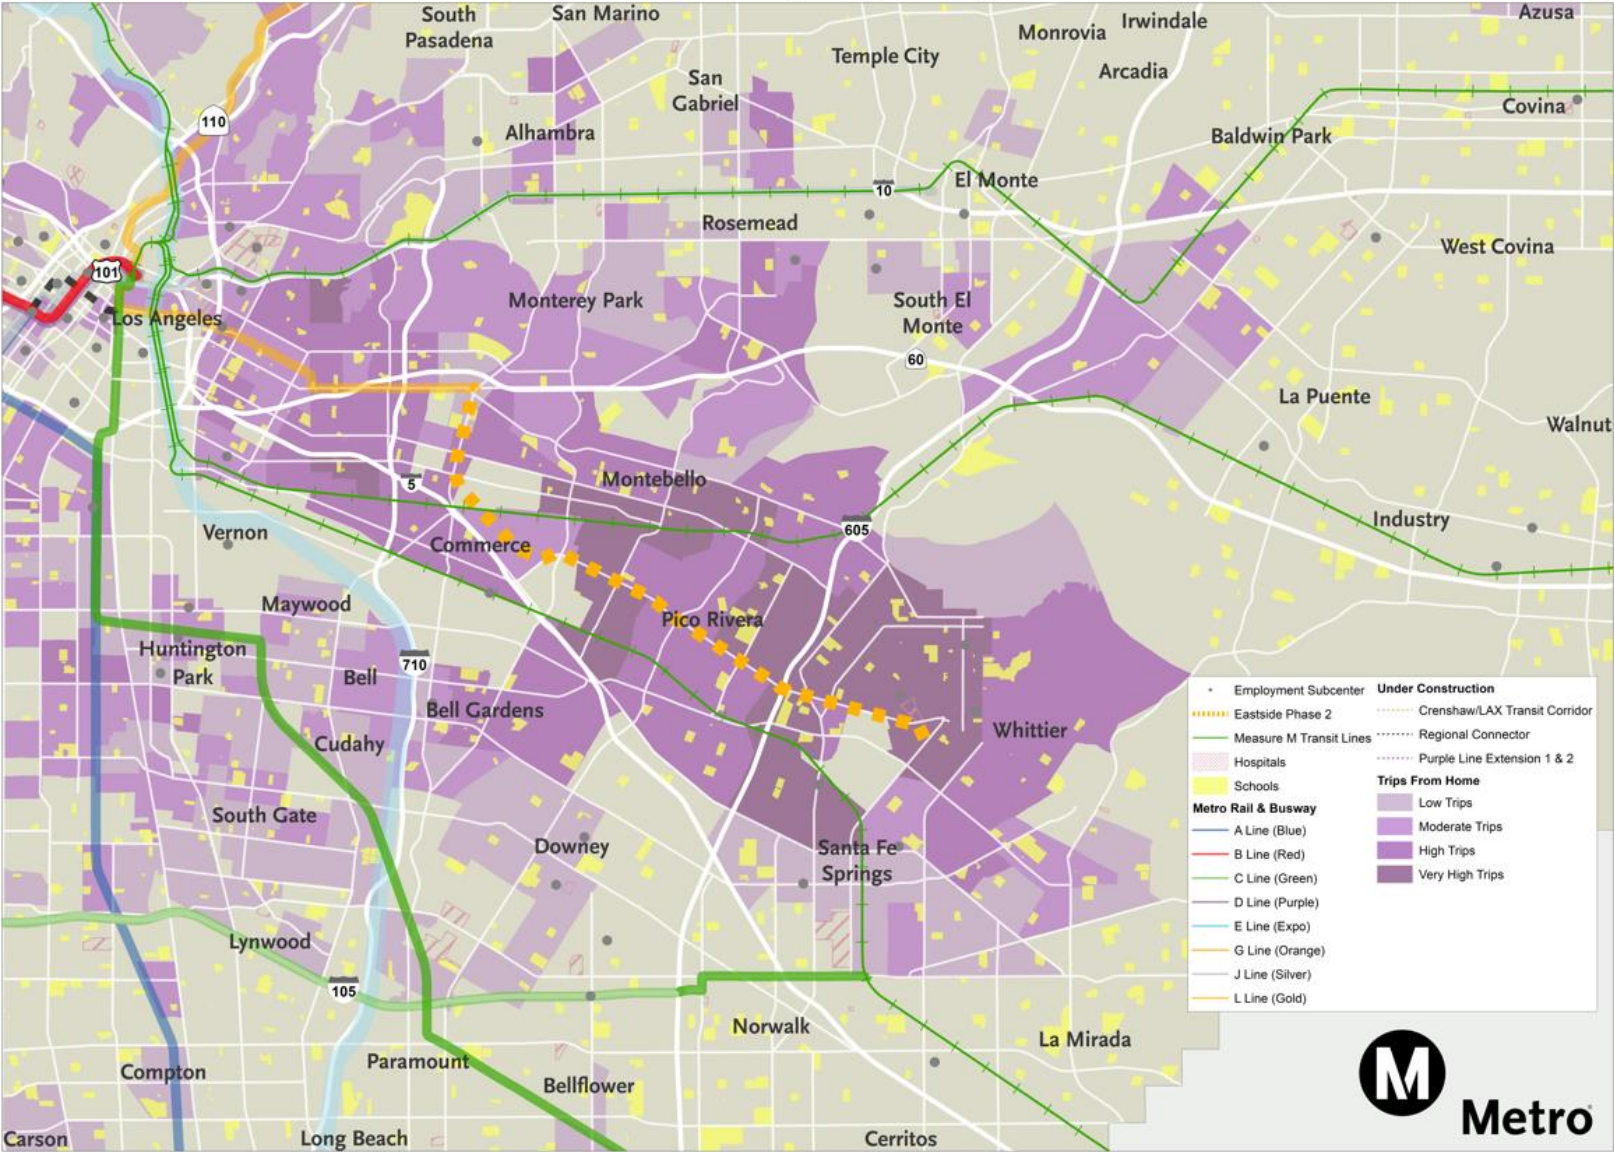 South
Pasadena
San Marino
Irwindale
Azusa
Monrovia
Temple City
Arcadia
San
Gabriel
Covina
110
Alhambra
Baldwin Park
10
El Monte
Rosemead
West Covina
101
Monterey Park
South El
Monte
Los Angeles
60
La Puente
Walnut
Montebello
5
Industry
605
Vernon
Commerce
Maywood
Pico Rivera
Huntington
Park
710
Bell
Bell Gardens
Whittier
Cudahy
South Gate
Downey
Santa Fe
Springs
Lynwood
105
Norwalk
La Mirada
Paramount
Compton
Bellflower
Carson
Long Beach
Cerritos
Employment Subcenter
Eastside Phase 2
Measure M Transit Lines
Hospitals
Schools
Metro Rail & Busway
A Line (Blue)
B Line (Red)
C Line (Green)
D Line (Purple)
E Line (Expo)
G Line (Orange)
J Line (Silver)
L Line (Gold)
Under Construction
Crenshaw/LAX Transit Corridor
Regional Connector
Purple Line Extension 1 & 2
Trips From Home
Low Trips
Moderate Trips
High Trips
Very High Trips
M
Metro